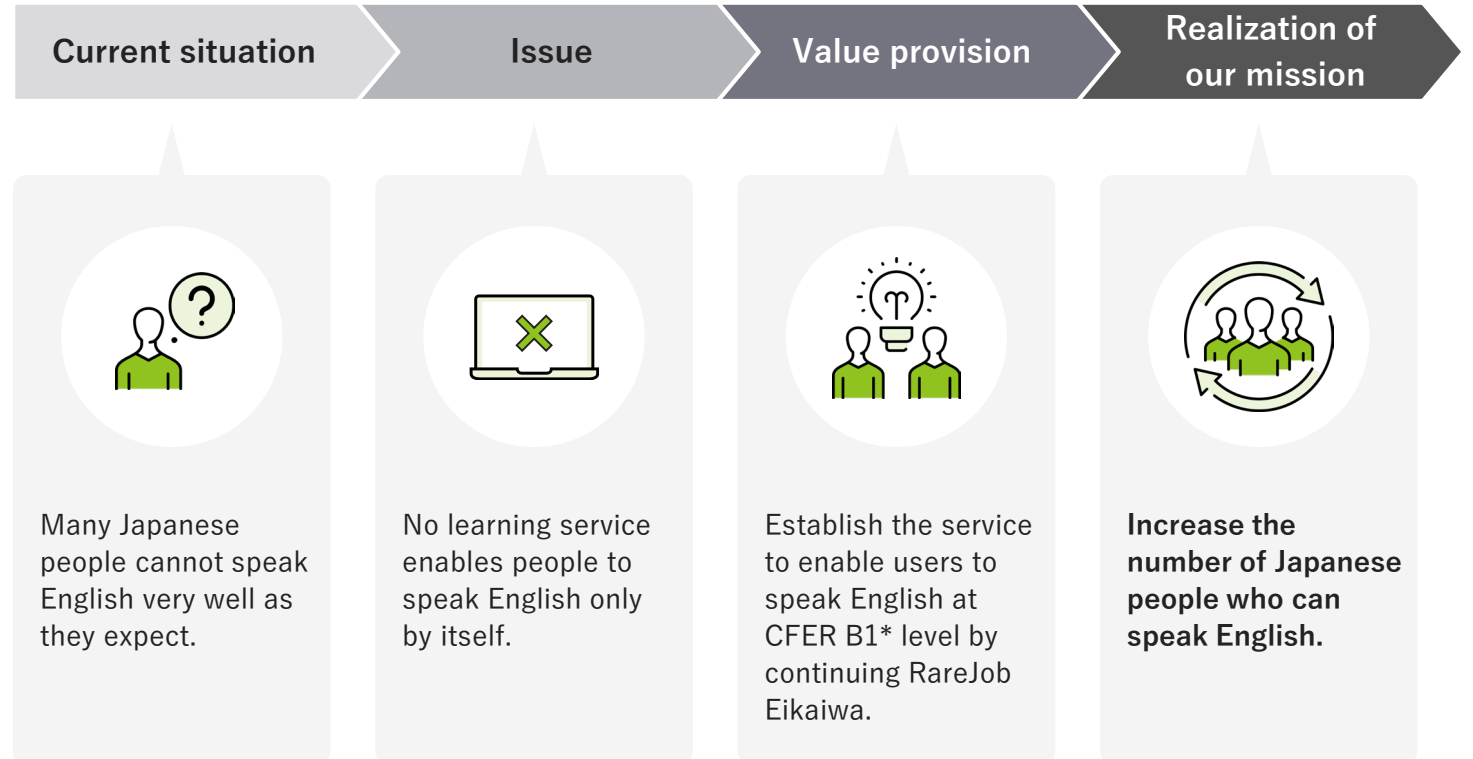 Current situation
Issue
Value provision
Realization of
our mission
Many Japanese
people cannot speak
English very well as
they expect.
No learning service
enables people to
speak English only
by itself.
Establish the service
to enable users to
speak English at
CFER B1* level by
continuing RareJob
Eikaiwa.
Increase the
number of Japanese
people who can
speak English.